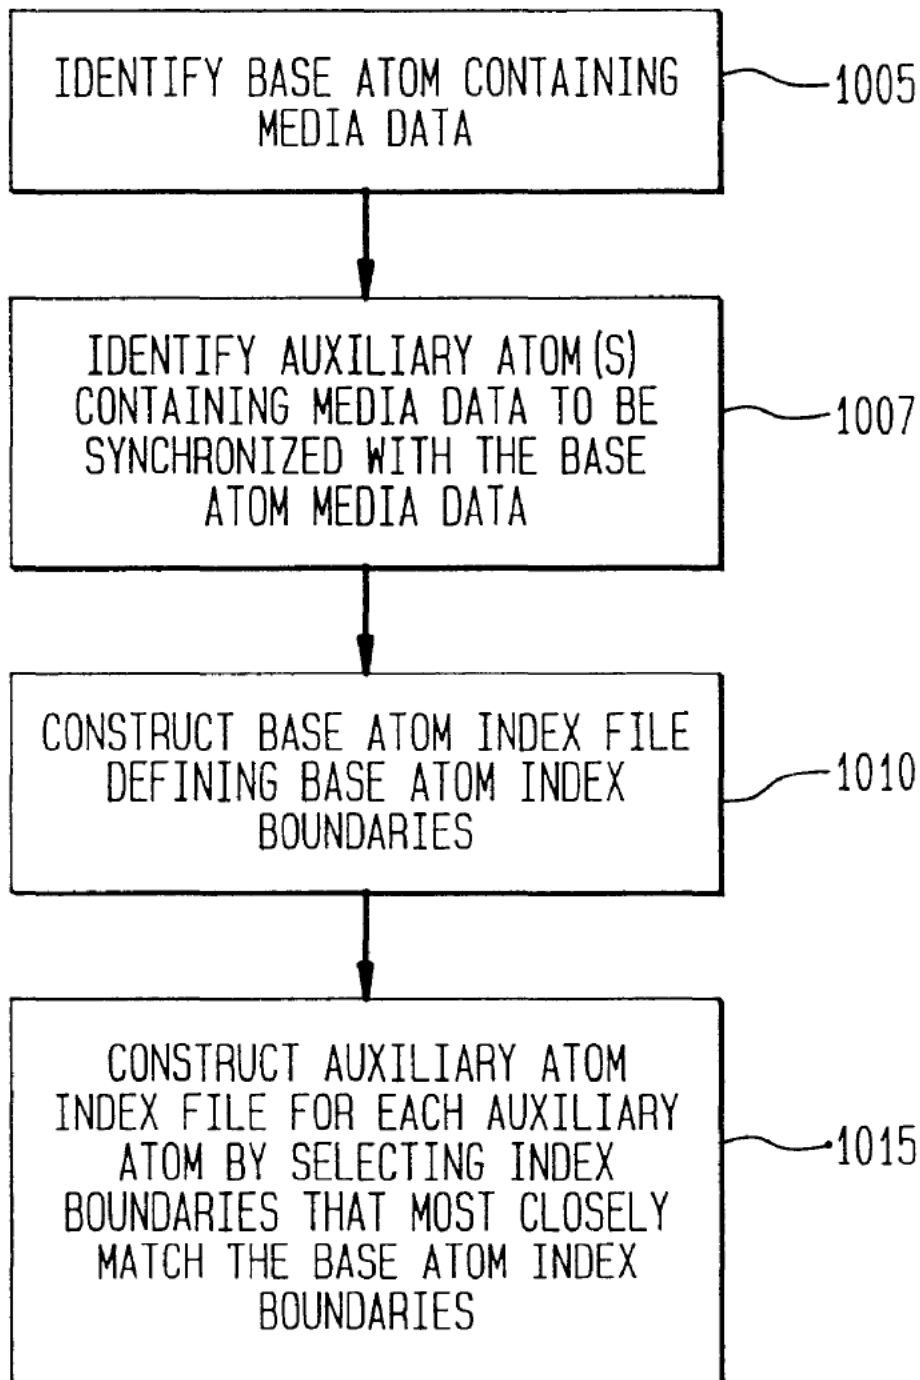 IDENTIFY BASE ATOM CONTAINING
MEDIA DATA
1005
IDENTIFY AUXILIARY ATOM(S)
CONTAINING MEDIA DATA TO BE
SYNCHRONIZED WITH THE BASE
ATOM MEDIA DATA
1007
CONSTRUCT BASE ATOM INDEX FILE
DEFINING BASE ATOM INDEX
BOUNDARIES
1010
CONSTRUCT AUXILIARY ATOM
INDEX FILE FOR EACH AUXILIARY
ATOM BY SELECTING INDEX
BOUNDARIES THAT MOST CLOSELY
MATCH THE BASE ATOM INDEX
BOUNDARIES
1015